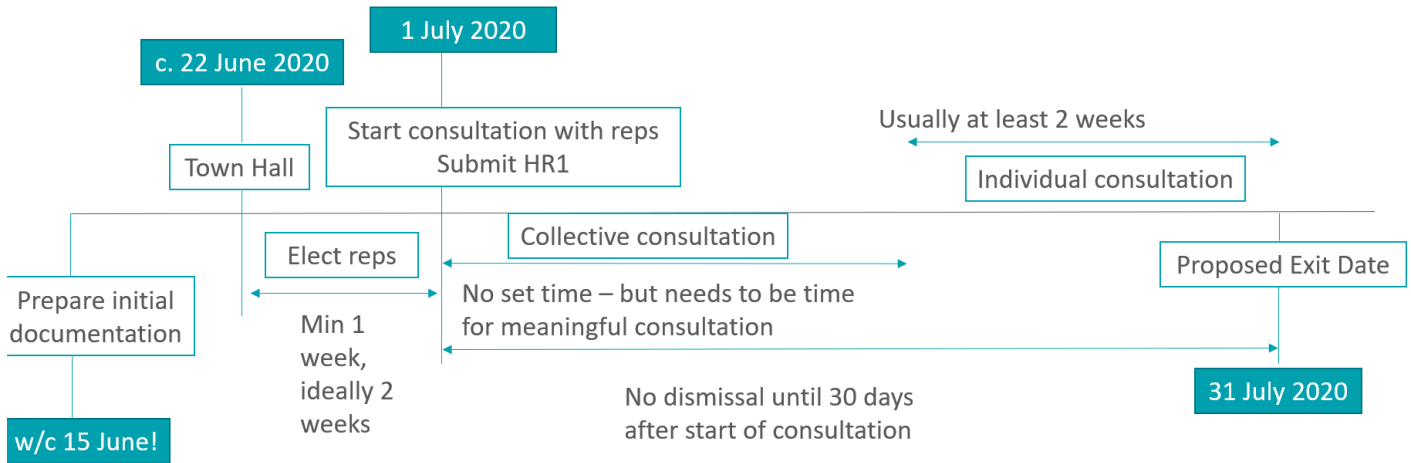 1 July 2020
c. 22 June 2020
Town Hall
Start consultation with reps
Submit HR1
Usually at least 2 weeks
Individual consultation
Elect reps
Collective consultation
Proposed Exit Date
Prepare initial
documentation
Min 1
week,
ideally 2
weeks
No set time – but needs to be time
for meaningful consultation
No dismissal until 30 days
after start of consultation
31 July 2020
w/c 15 June!